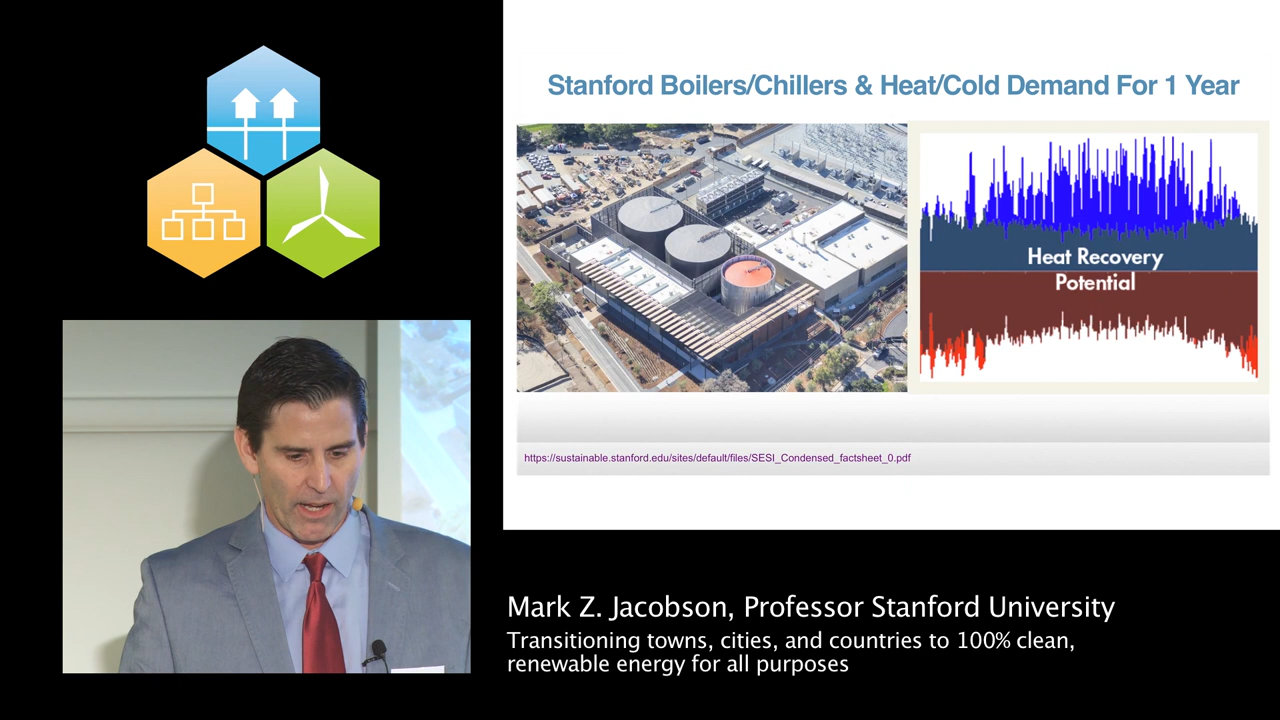 Stanford Boilers/Chillers & Heat/Cold Demand For 1 Year
Heat Recovery
Potential
https://sustainable.stanford.edu/sites/default/files/SESI_Condensed_factsheet_0.pdf
Mark Z. Jacobson, Professor Stanford University
Transitioning towns, cities, and countries to 100% clean,
renewable energy for all purposes